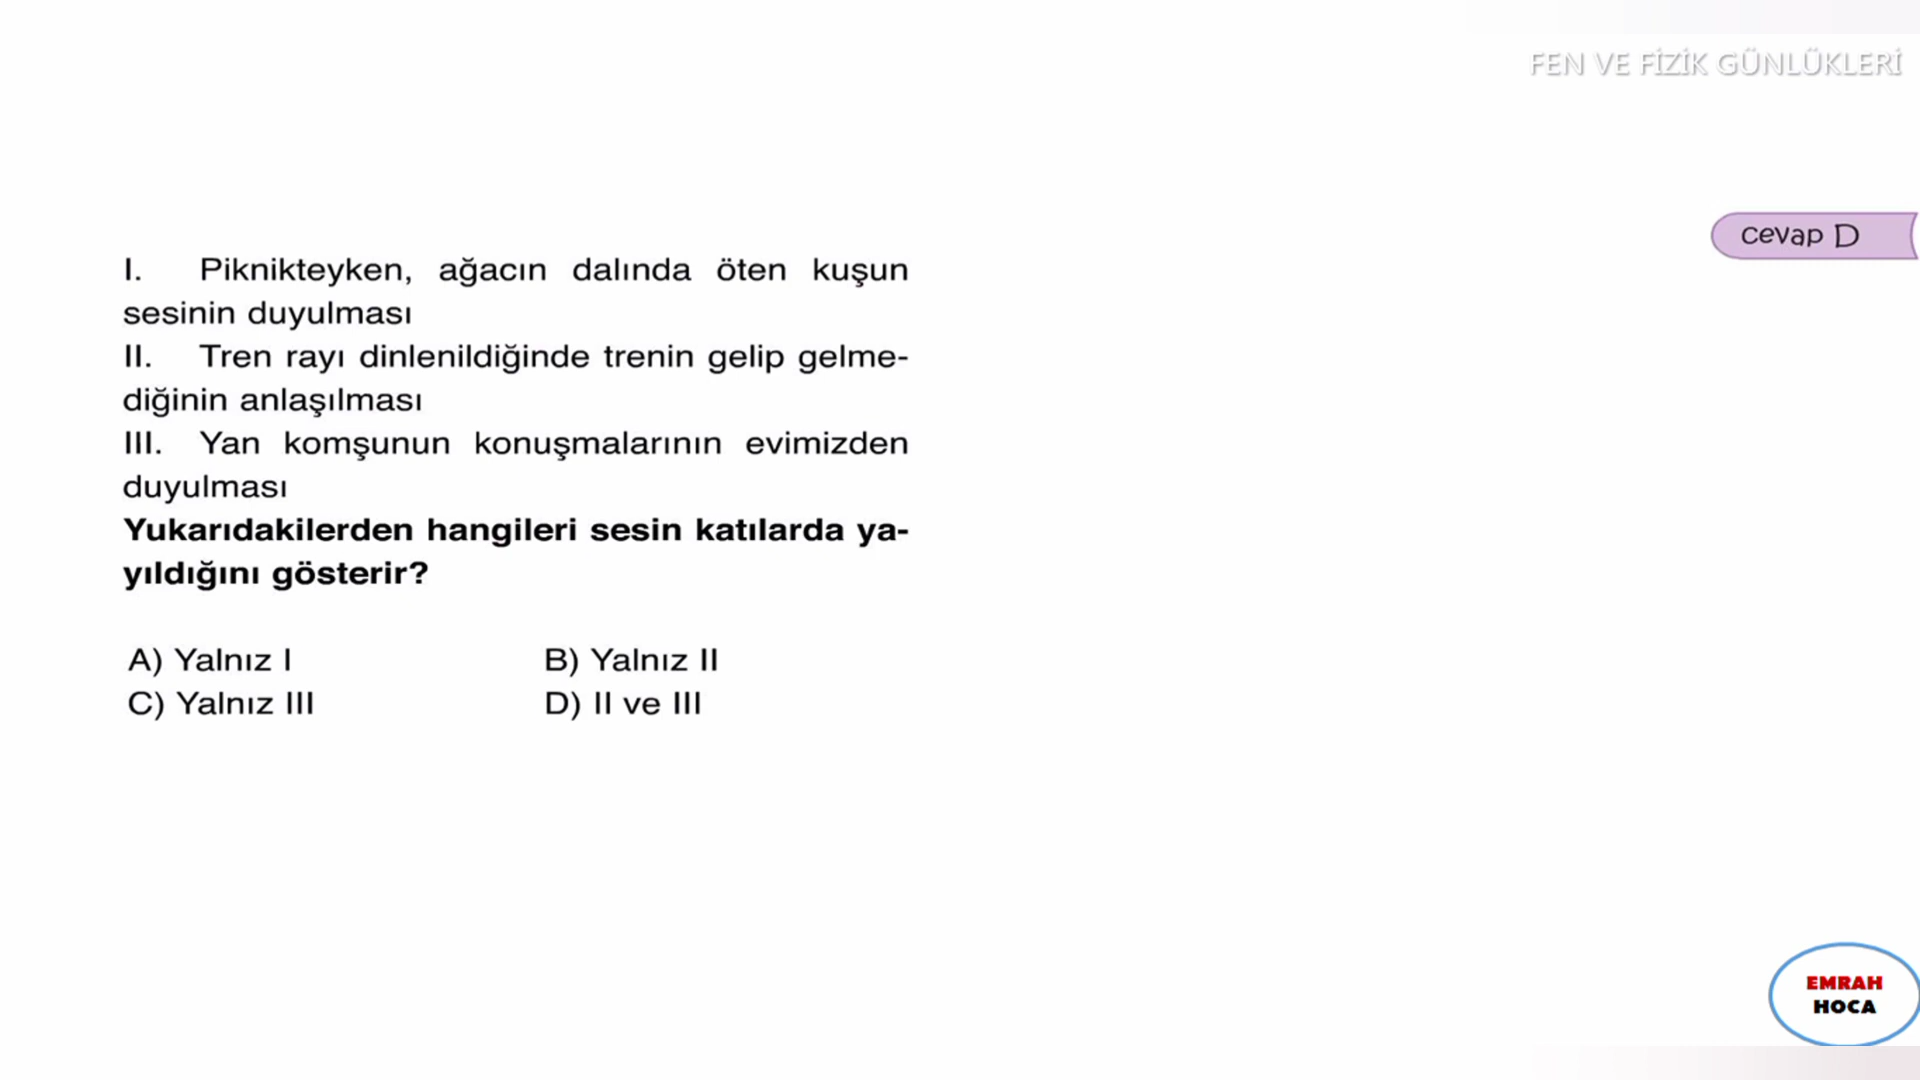 FEN VE FİZİK GÜNLÜKLERİ
cevap D
I. Piknikteyken, ağacın dalında öten kuşun
sesinin duyulması
II. Tren rayı dinlenildiğinde trenin gelip gelme-
diğinin anlaşılması
III. Yan komşunun konuşmalarının evimizden
duyulması
Yukarıdakilerden hangileri sesin katılarda ya-
yıldığını gösterir?
A) Yalnız I
B) Yalnız II
C) Yalnız III
D) II ve III
EMRAH
HOCA